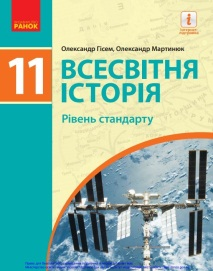 РАНОК
Олександр Гісем, Олександр Мартинюк
11
ВСЕСВІТНЯ
ІСТОРІЯ
Рівень стандарту